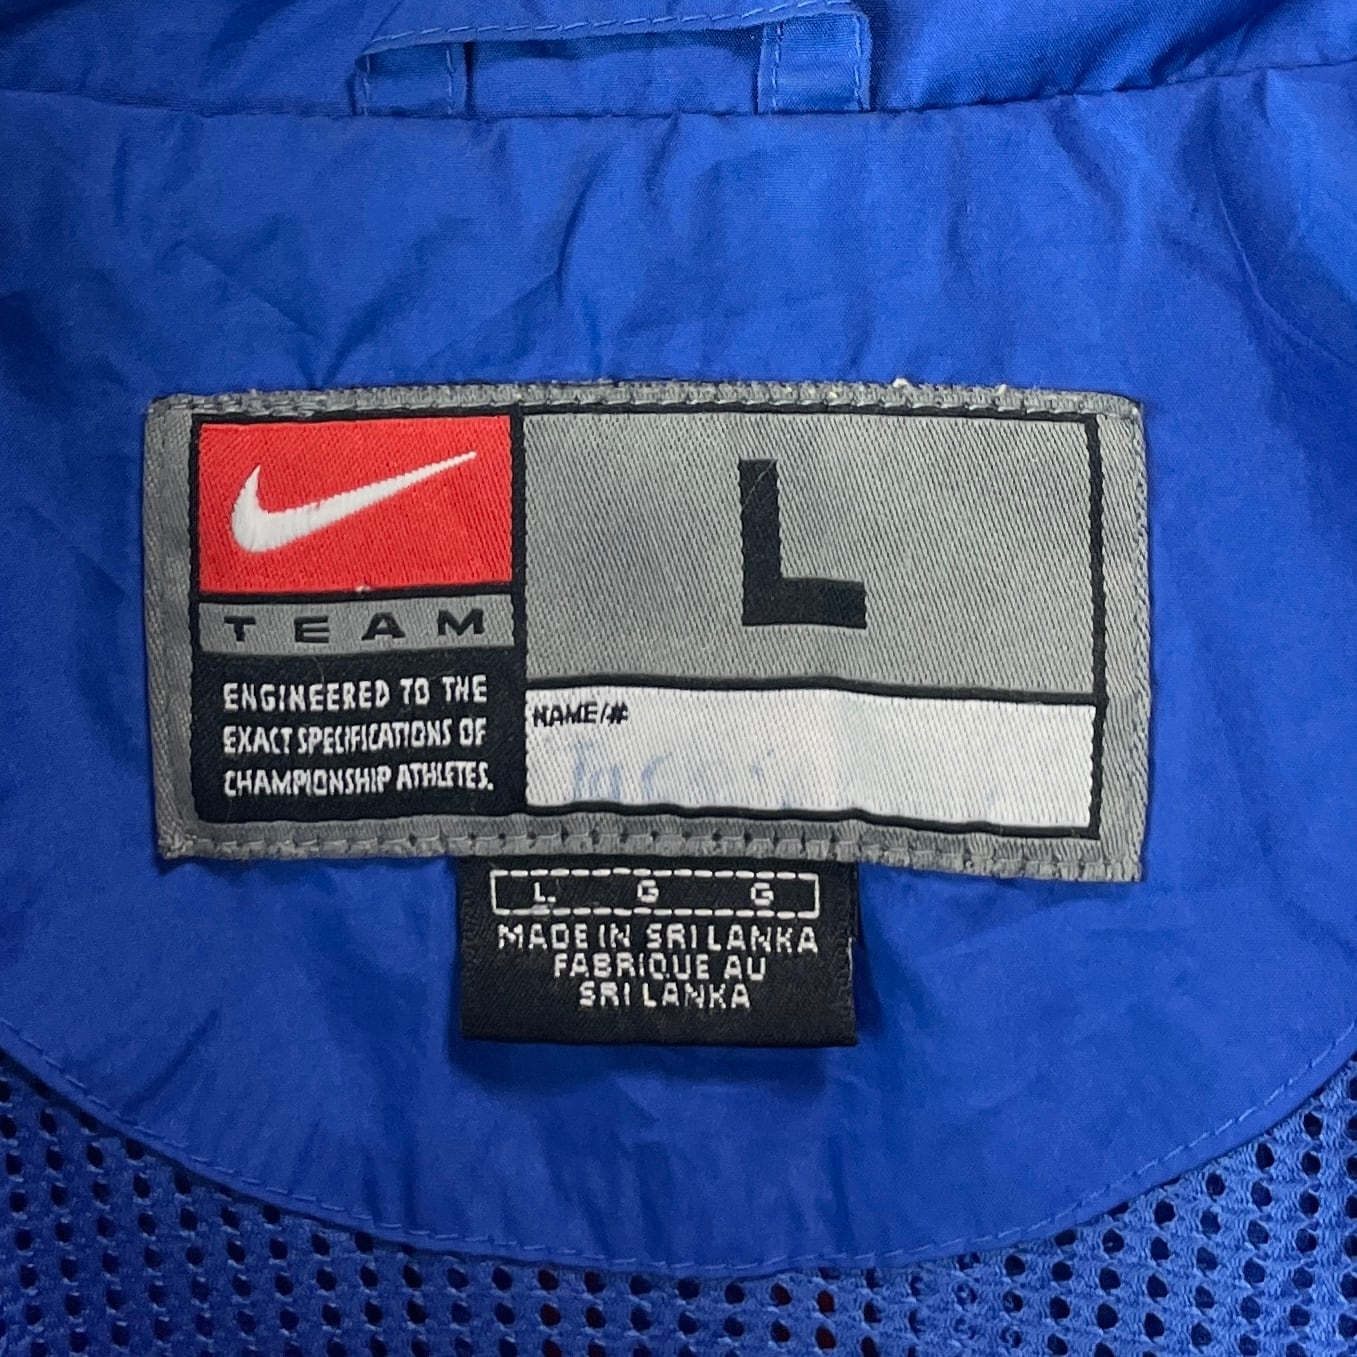 TEAM
ENGINEERED TO THE
EXACT SPECIFICATIONS OF
CHAMPIONSHIP ATHLETES.
L
NAME/#
L G G
MADE IN SRI LANKA
FABRIQUE AU
SRI LANKA